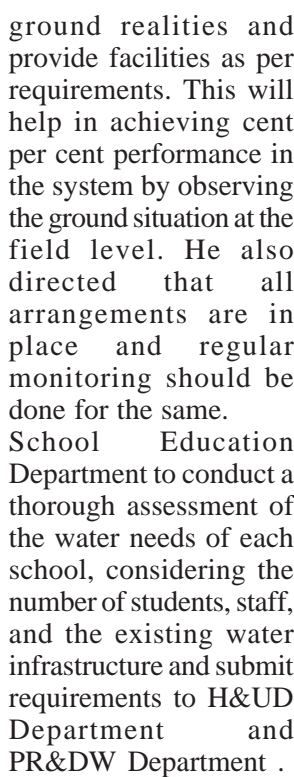 ground realities and
provide facilities as per
requirements. This will
help in achieving cent
per cent performance in
the system by observing
the ground situation at the
field level. He also
directed that all
arrangements are in
place and regular
monitoring should be
done for the same.
School Education
Department to conduct a
thorough assessment of
the water needs of each
school, considering the
number of students, staff,
and the existing water
infrastructure and submit
requirements to H&UD
Department and
PR&DW Department .